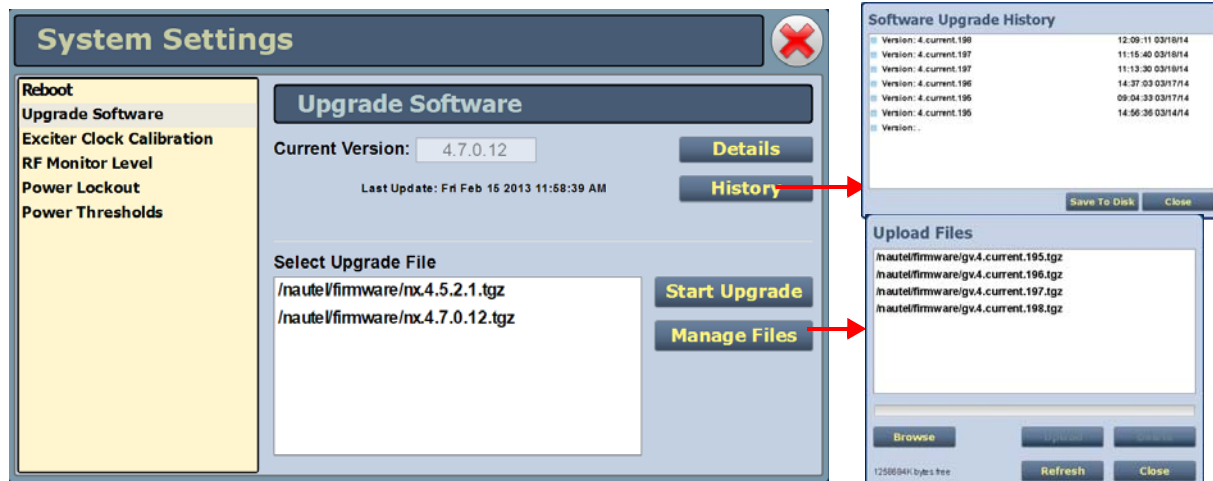 System Settings
Reboot
Upgrade Software
Exciter Clock Calibration
RF Monitor Level
Power Lockout
Power Thresholds
Upgrade Software
Current Version: 4.7.0.12
Details
Last Update: Fri Feb 15 2013 11:58:39 AM
History
Select Upgrade File
/nautel/firmware/nx.4.5.2.1.tgz
/nautel/firmware/nx.4.7.0.12.tgz
Start Upgrade
Manage Files
Software Upgrade History
Version: 4.current.198 12:09:11 03/18/14
Version: 4.current.197 11:15:40 03/18/14
Version: 4.current.197 11:13:30 03/18/14
Version: 4.current.196 14:37:03 03/17/14
Version: 4.current.195 09:04:33 03/17/14
Version: 4.current.195 14:56:36 03/14/14
Version: .
Save To Disk Close
Upload Files
/nautel/firmware/gv.4.current.195.tgz
/nautel/firmware/gv.4.current.196.tgz
/nautel/firmware/gv.4.current.197.tgz
/nautel/firmware/gv.4.current.198.tgz
Browse Upload Delete
bytes free
Refresh Close